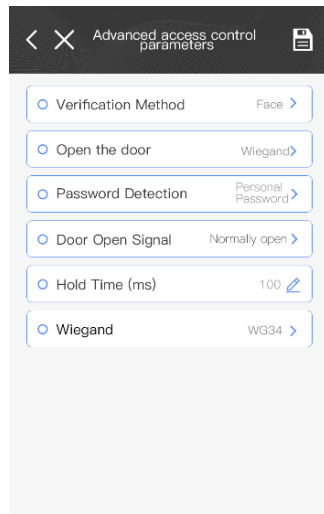 Advanced access control
parameters
Verification Method Face
Open the door Wiegand
Password Detection Personal
Password
Door Open Signal Normally open
Hold Time (ms) 100
Wiegand WG34